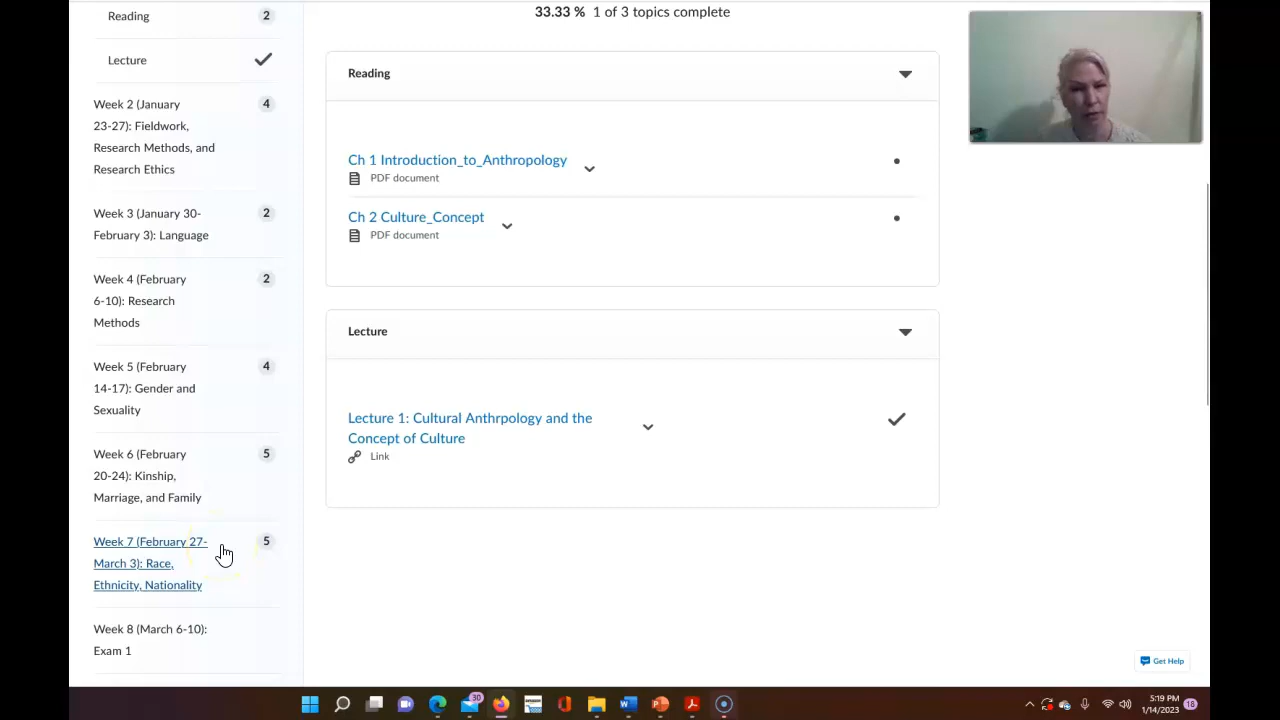 Reading
2
Lecture
Week 2 (January
23-27): Fieldwork,
Research Methods, and
Research Ethics
4
Week 3 (January 30-
February 3): Language
2
Week 4 (February
6-10): Research
Methods
2
Week 5 (February
14-17): Gender and
Sexuality
4
Week 6 (February
20-24): Kinship,
Marriage, and Family
5
Week 7 (February 27-
March 3): Race,
Ethnicity, Nationality
5
Week 8 (March 6-10):
Exam 1
33.33 % 1 of 3 topics complete
Reading
Ch 1 Introduction_to_Anthropology
PDF document
Ch 2 Culture_Concept
PDF document
Lecture
Lecture 1: Cultural Anthrpology and the
Concept of Culture
Link
Get Help
30
5:19 PM
1/14/2023
18